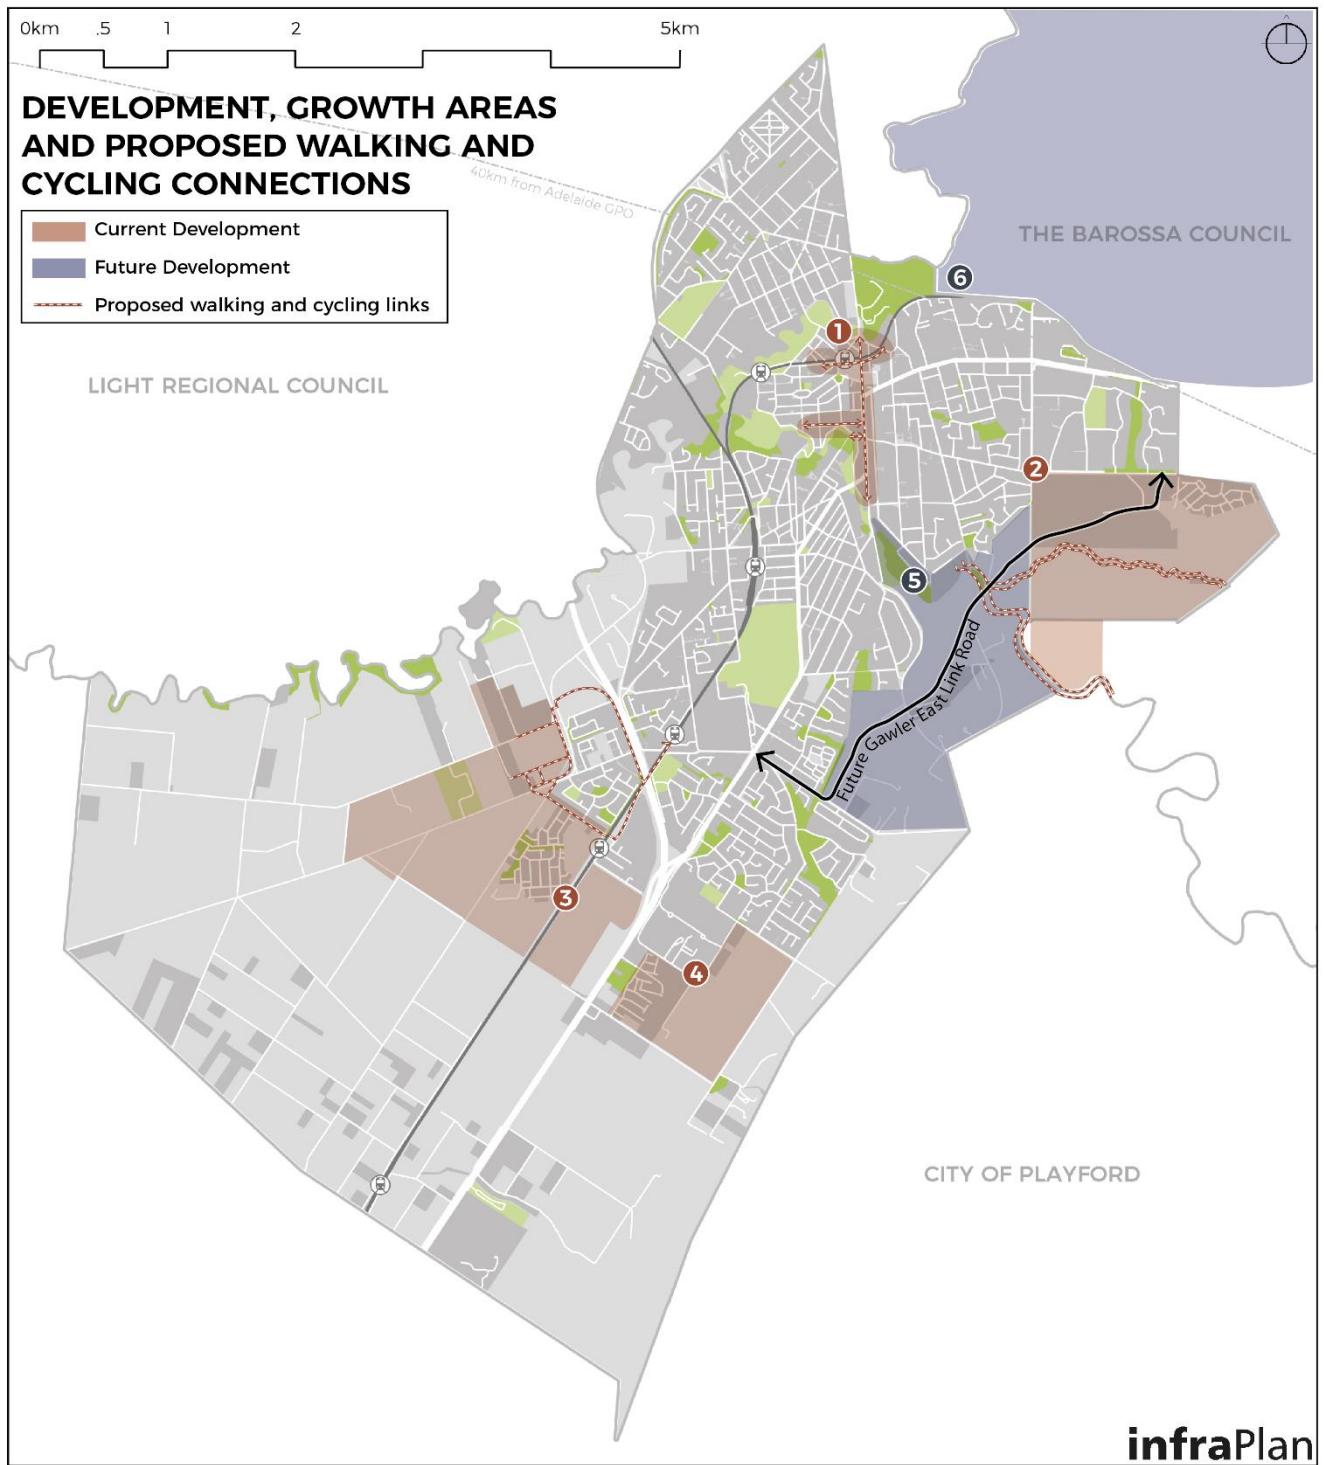 0km .5 1 2 5km
DEVELOPMENT, GROWTH AREAS
AND PROPOSED WALKING AND
CYCLING CONNECTIONS
40km from Adelaide GPO
Current Development
Future Development
Proposed walking and cycling links
THE BAROSSA COUNCIL
6
1
LIGHT REGIONAL COUNCIL
2
5
Future Gawler East Link Road
3
4
CITY OF PLAYFORD
infraPlan